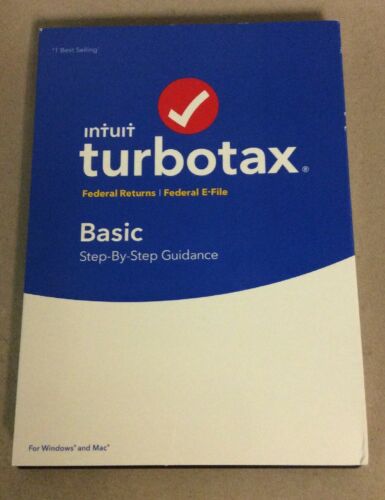 #1 Best Selling
intuit
turbotax®
Federal Returns | Federal E-File
Basic
Step-By-Step Guidance
For Windows® and Mac®